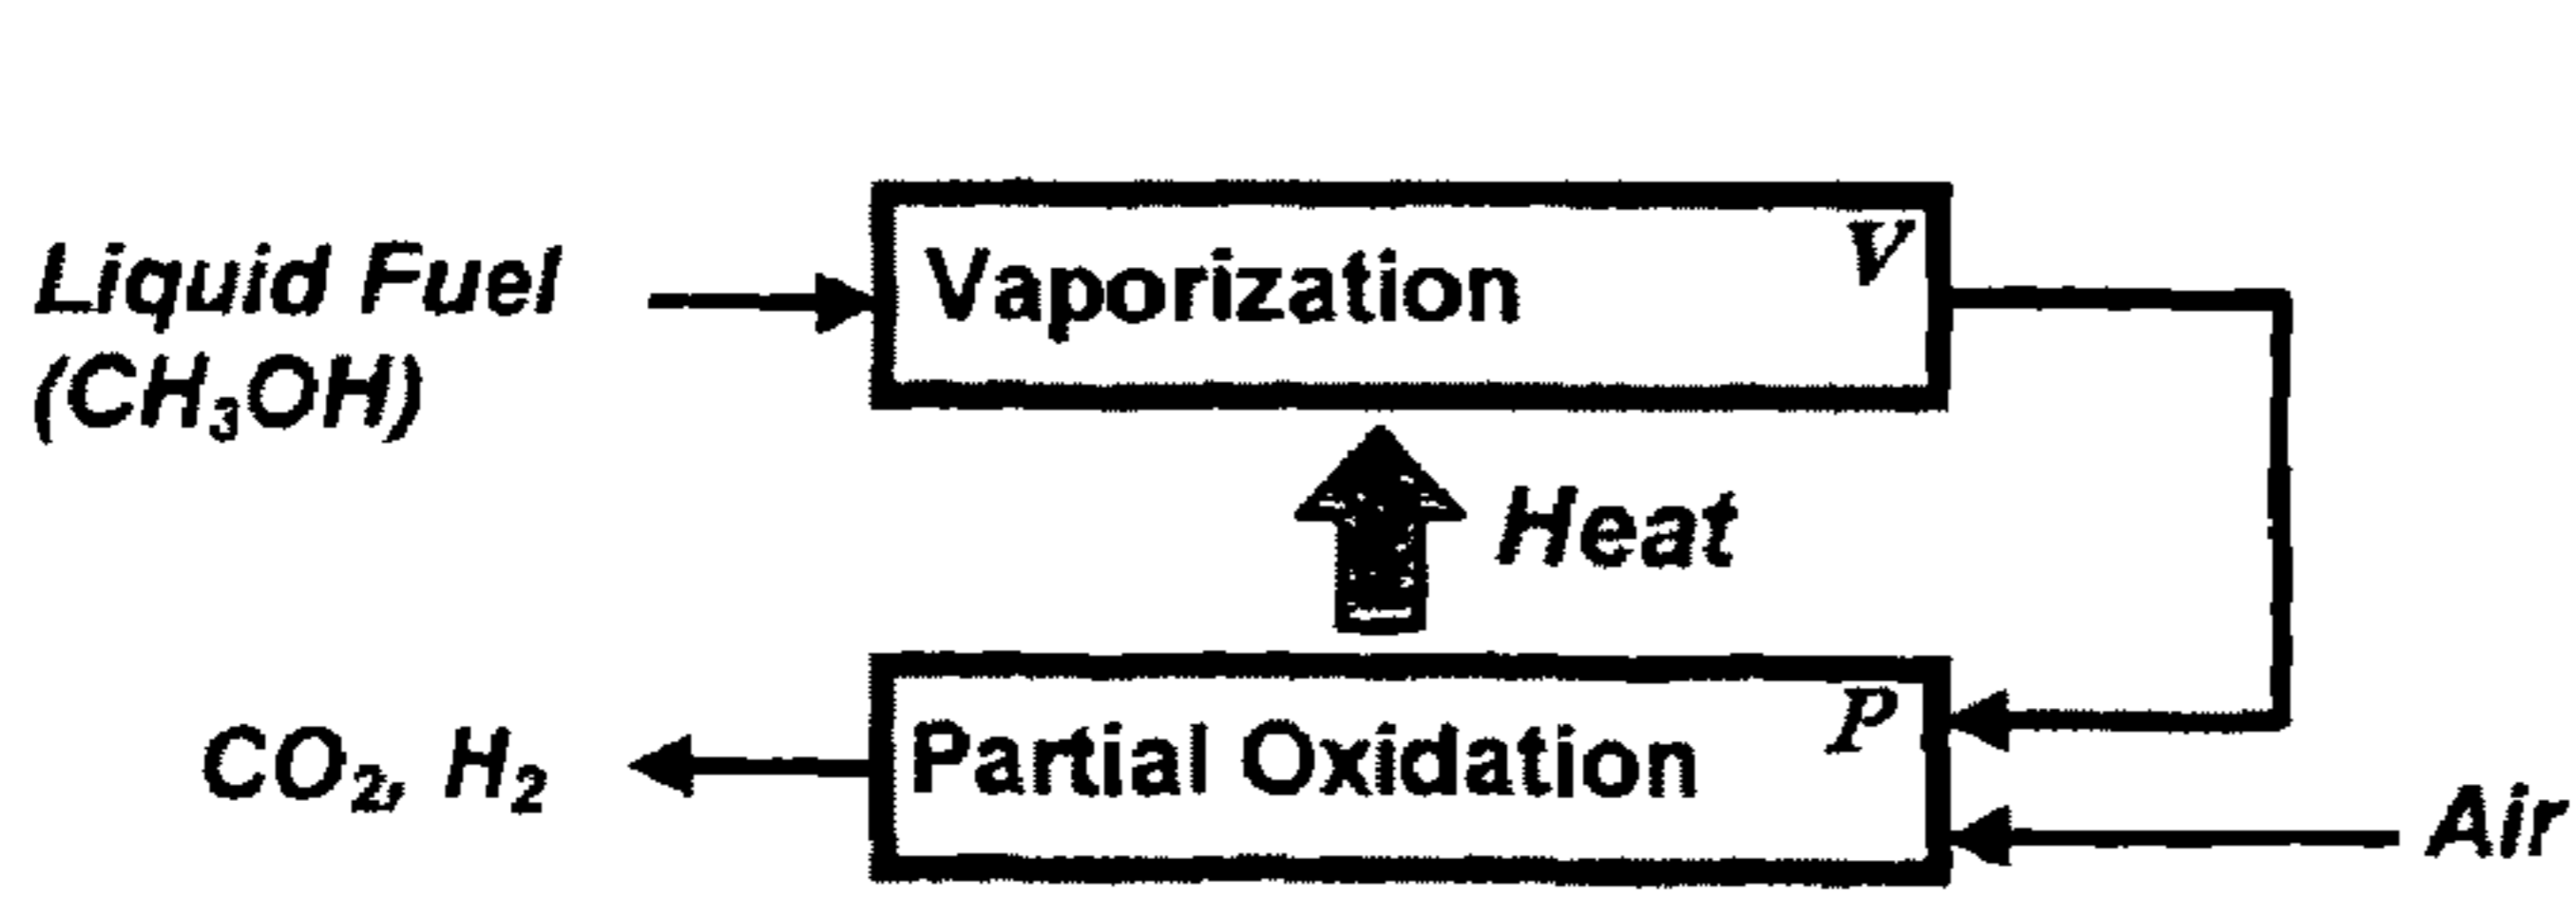 V
Liquid Fuel Vaporization
(CH₃OH)
Heat
P
CO₂, H₂ Partial Oxidation
Air